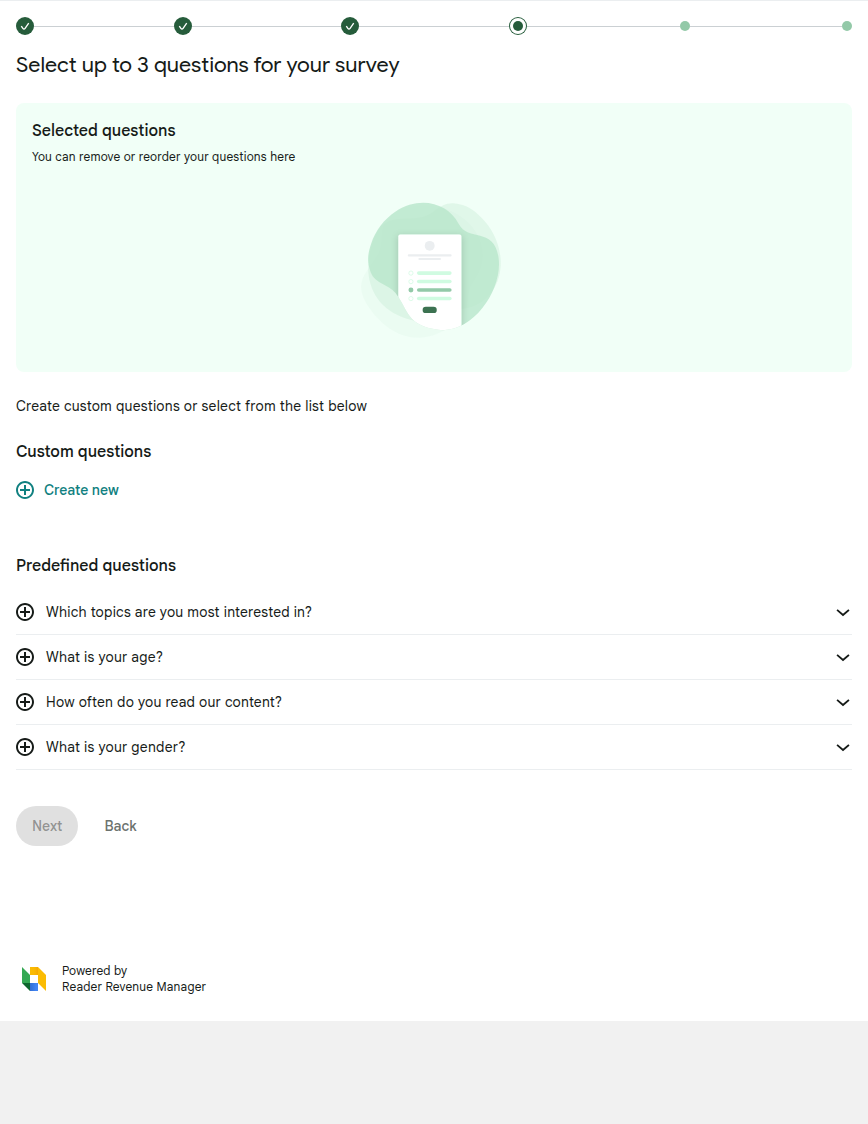 Select up to 3 questions for your survey
Selected questions
You can remove or reorder your questions here
Create custom questions or select from the list below
Custom questions
Create new
Predefined questions
Which topics are you most interested in?
What is your age?
How often do you read our content?
What is your gender?
Next Back
Powered by
Reader Revenue Manager